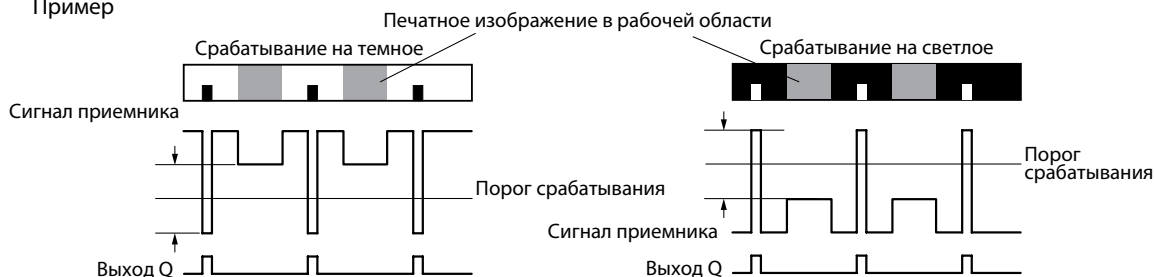 Пример
Печатное изображение в рабочей области
Срабатывание на темное
Срабатывание на светлое
Сигнал приемника
Порог срабатывания
Порог
срабатывания
Сигнал приемника
Выход Q
Выход Q